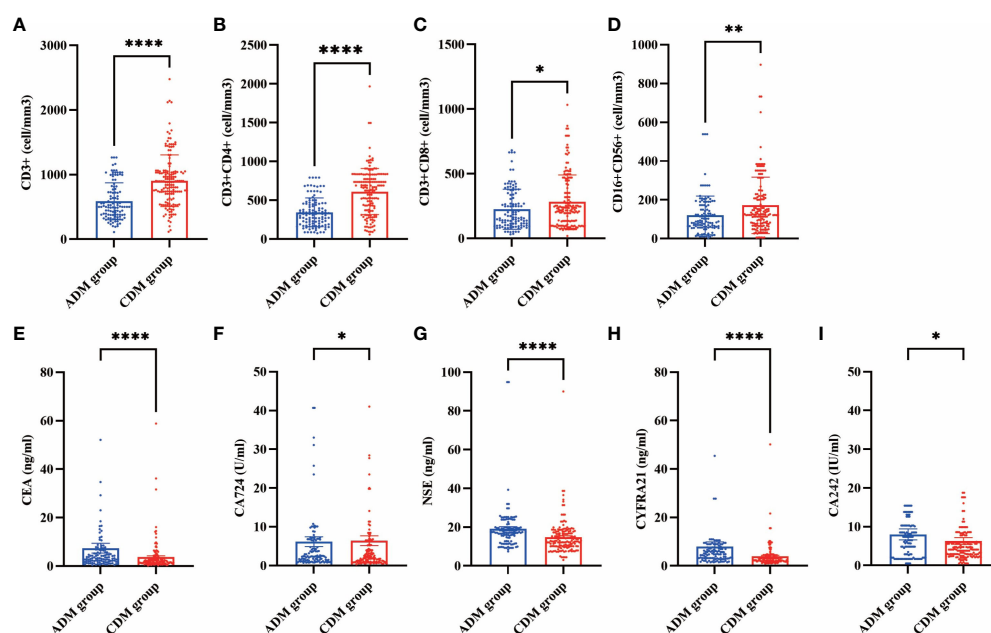 A
B
C
D
****
****
*
**
3000
2000
1000
0
CD3+ (cell/mm3)
2500
2000
1500
1000
500
0
CD3+CD4+ (cell/mm3)
1500
1000
500
0
CD3+CD8+ (cell/mm3)
1000
800
600
400
200
0
CD16+CD56+ (cell/mm3)
ADM group
CDM group
ADM group
CDM group
ADM group
CDM group
ADM group
CDM group
E
F
G
H
I
****
*
****
****
*
80
60
40
20
0
CEA (ng/ml)
50
40
30
20
10
0
CA724 (U/ml)
100
80
60
40
20
0
NSE (ng/ml)
80
60
40
20
0
CYFRA21 (ng/ml)
50
40
30
20
10
0
CA242 (IU/ml)
ADM group
CDM group
ADM group
CDM group
ADM group
CDM group
ADM group
CDM group
ADM group
CDM group